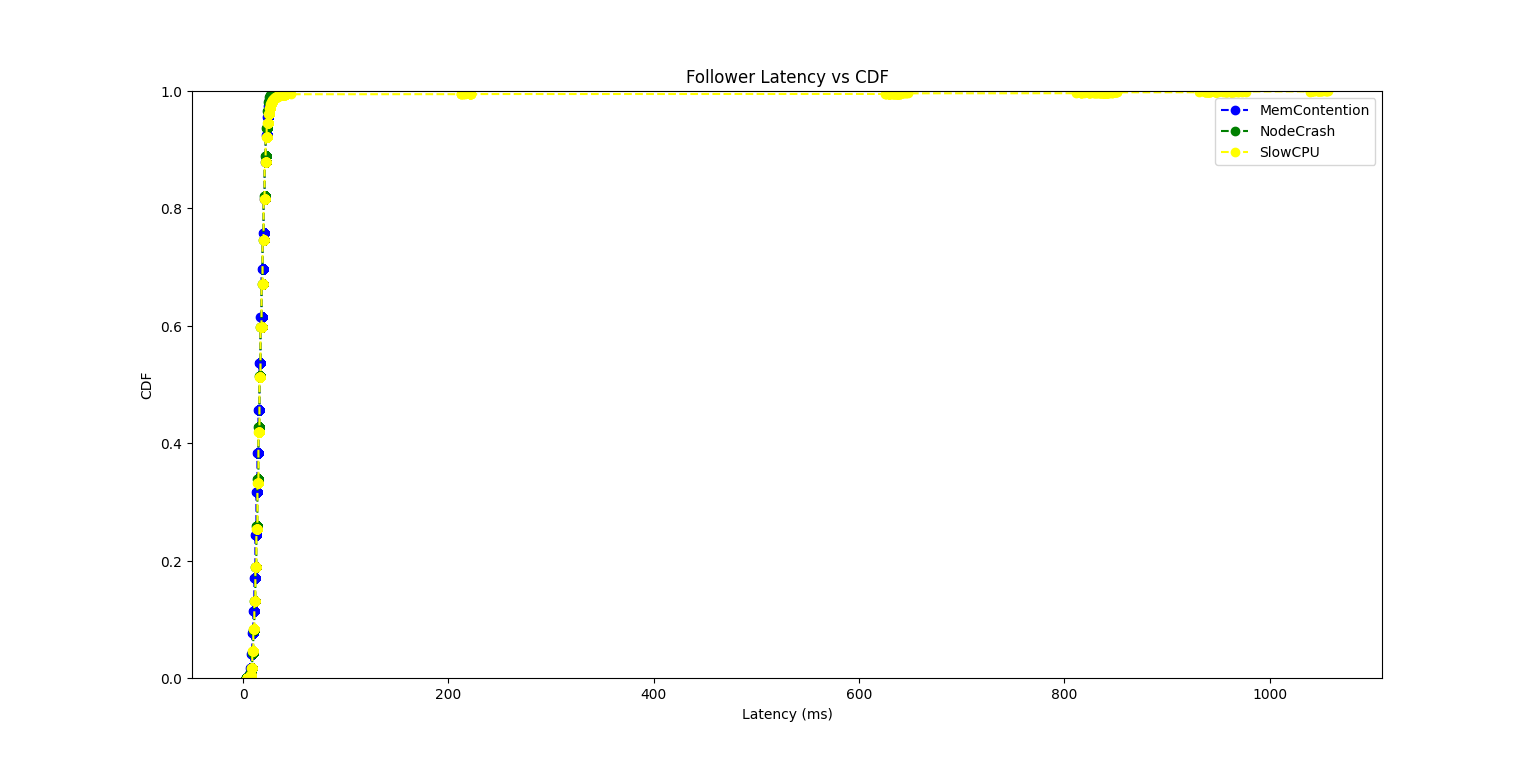 Follower Latency vs CDF
1.0
0.8
0.6
0.4
0.2
0.0
CDF
MemContention
NodeCrash
SlowCPU
0
200
400
600
800
1000
Latency (ms)